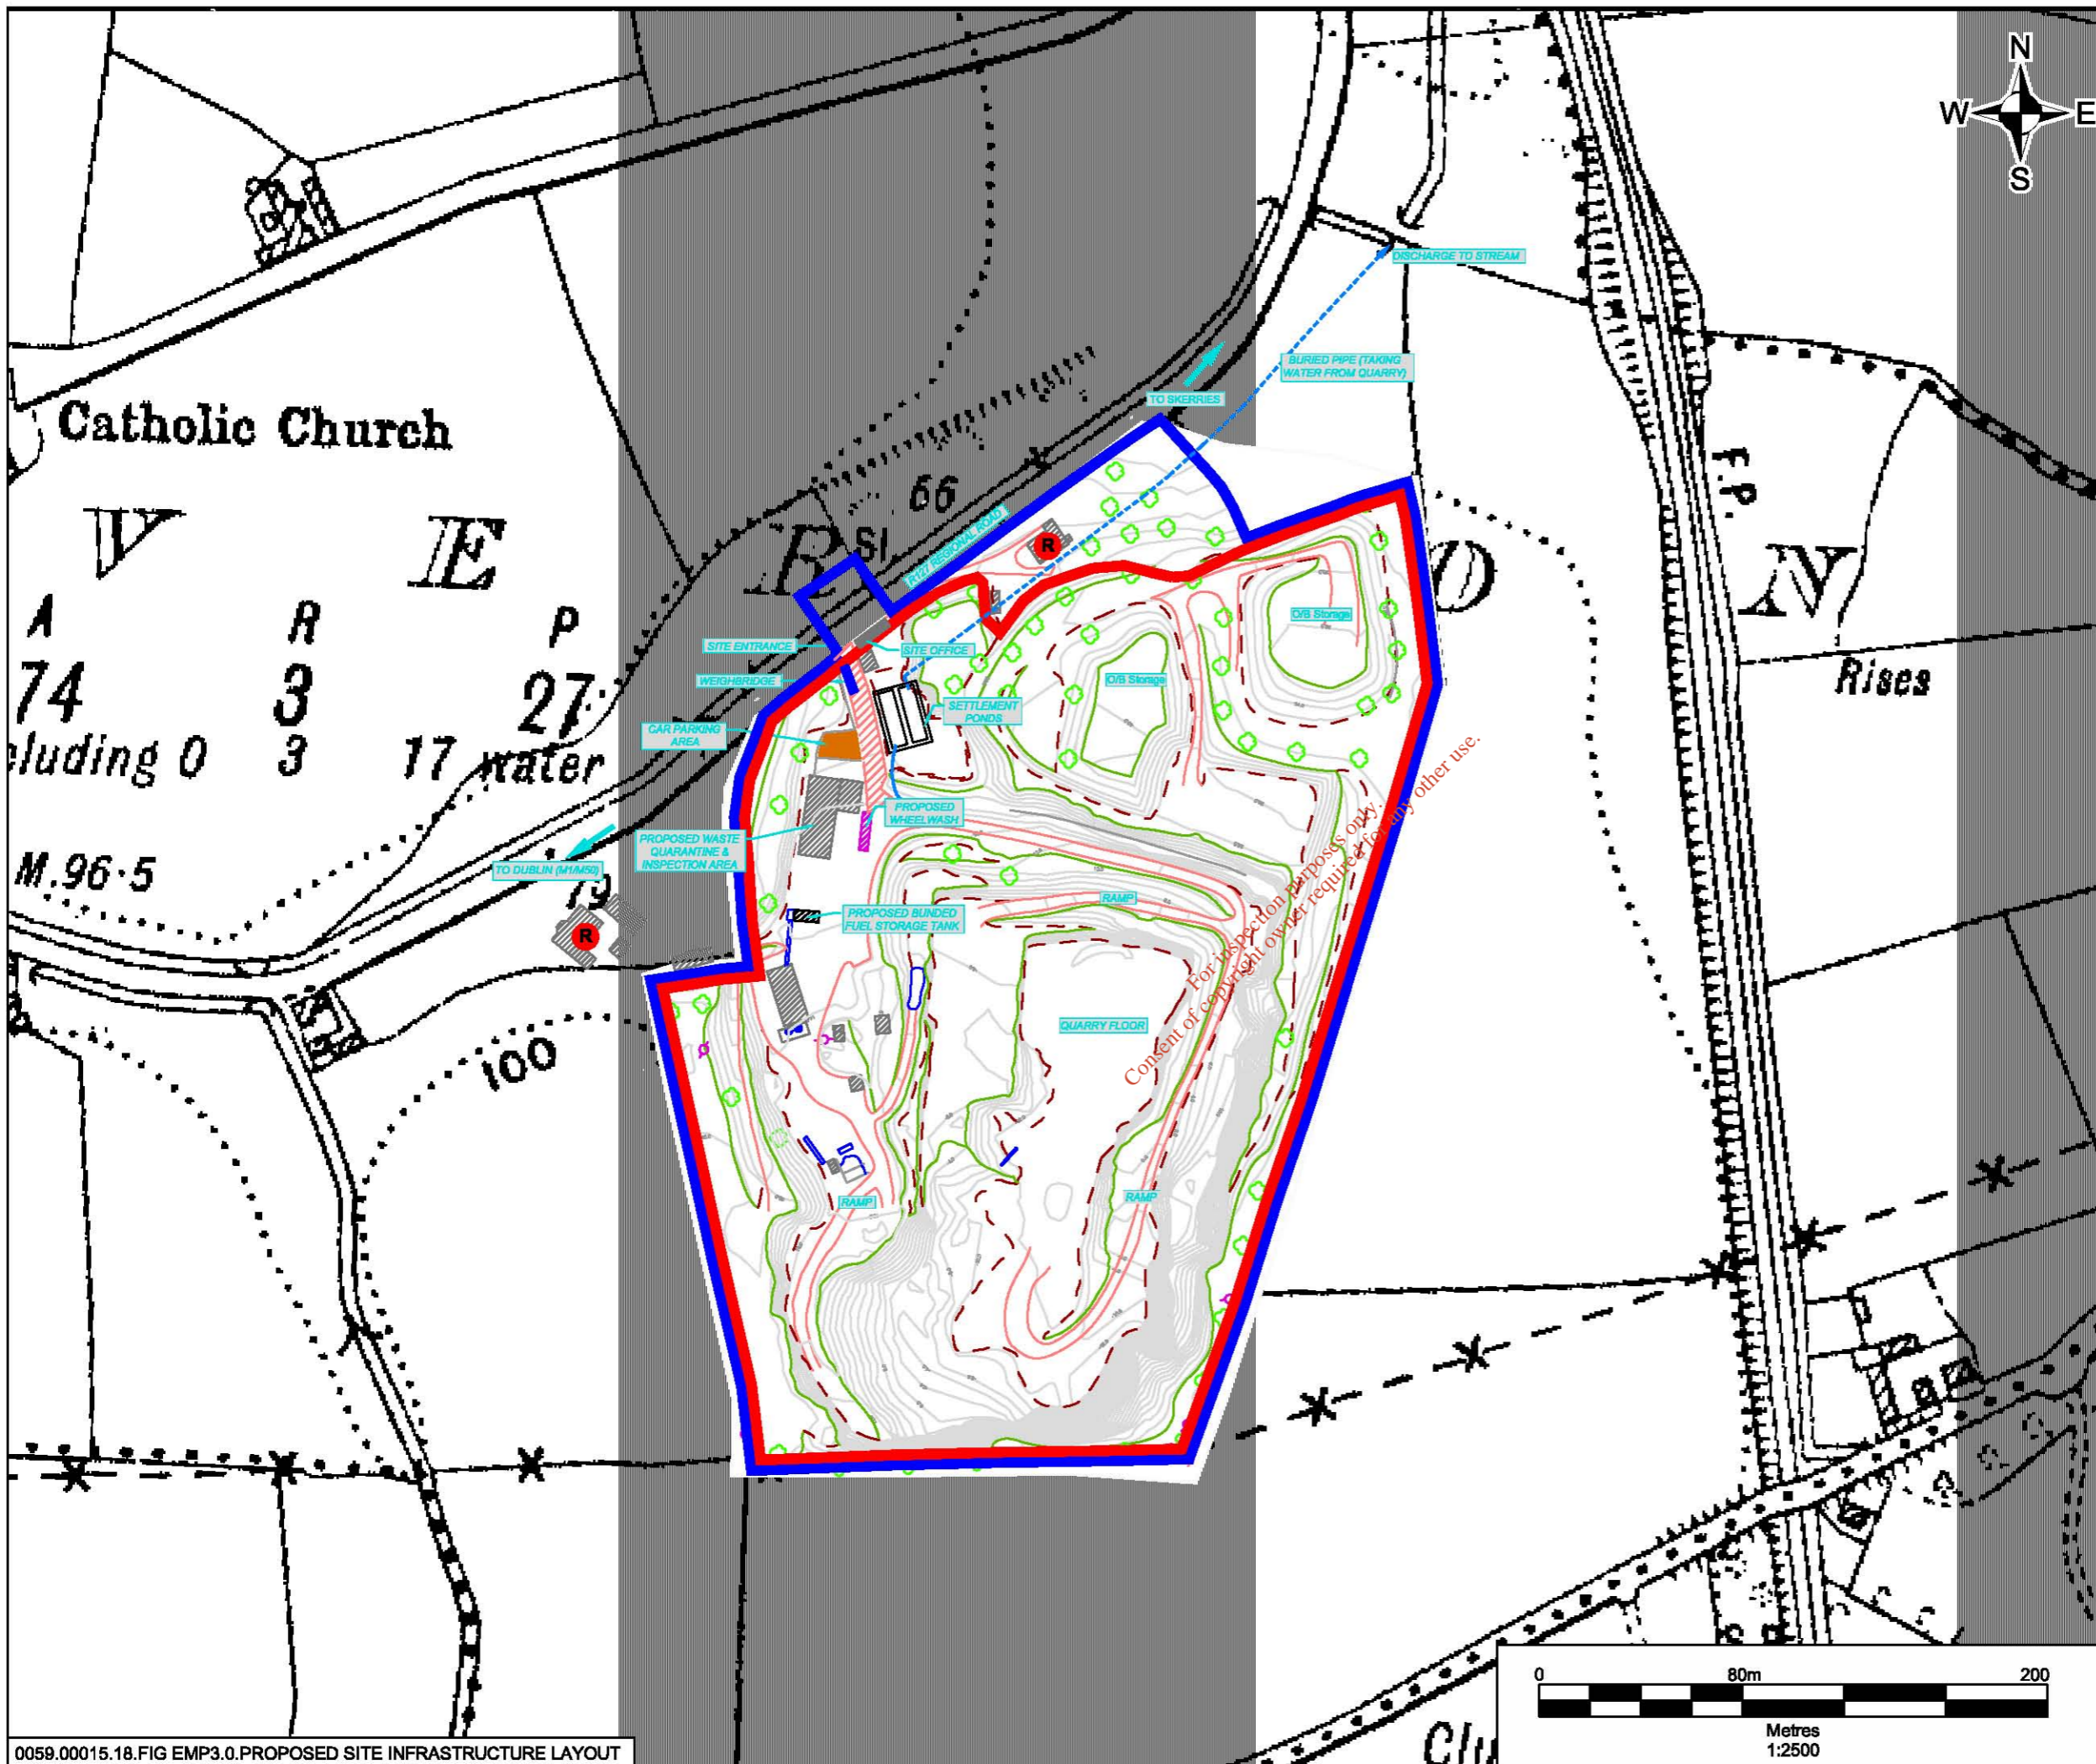 N
W E
S
DISCHARGE TO STREAM
BURIED PIPE (TAKING
WATER FROM QUARRY)
TO SKERRIES
Catholic Church
V E R D O N
66
S
R127 REGIONAL ROAD
R
O/B Storage
O/B Storage
F.P.
Rises
A R P
74 3 27
cluding 0 3 17 water
M.96·5
SITE ENTRANCE
SITE OFFICE
WEIGHBRIDGE
SETTLEMENT
PONDS
CAR PARKING
AREA
PROPOSED
WHEELWASH
PROPOSED WASTE
QUARANTINE &
INSPECTION AREA
TO DUBLIN (M1/M50)
79
R
PROPOSED BUNDED
FUEL STORAGE TANK
RAMP
QUARRY FLOOR
100
RAMP
RAMP
For inspection purposes only.
Consent of copyright owner required for any other use.
0 80m 200
Metres
1:2500
0059.00015.18.FIG EMP3.0.PROPOSED SITE INFRASTRUCTURE LAYOUT